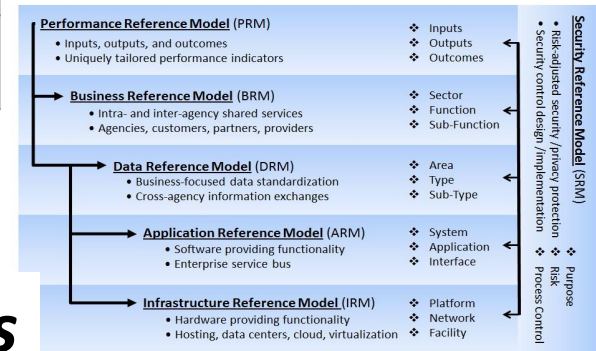 Performance Reference Model (PRM)
• Inputs, outputs, and outcomes
• Uniquely tailored performance indicators
❖ Inputs
❖ Outputs
❖ Outcomes
Business Reference Model (BRM)
• Intra- and inter-agency shared services
• Agencies, customers, partners, providers
❖ Sector
❖ Function
❖ Sub-Function
Data Reference Model (DRM)
• Business-focused data standardization
• Cross-agency information exchanges
❖ Area
❖ Type
❖ Sub-Type
Application Reference Model (ARM)
• Software providing functionality
• Enterprise service bus
❖ System
❖ Application
❖ Interface
Infrastructure Reference Model (IRM)
• Hardware providing functionality
• Hosting, data centers, cloud, virtualization
❖ Platform
❖ Network
❖ Facility
Security Reference Model (SRM)
• Risk-adjusted security/privacy protection
• Security control design/implementation
❖ Purpose
❖ Risk
❖ Process Control
s